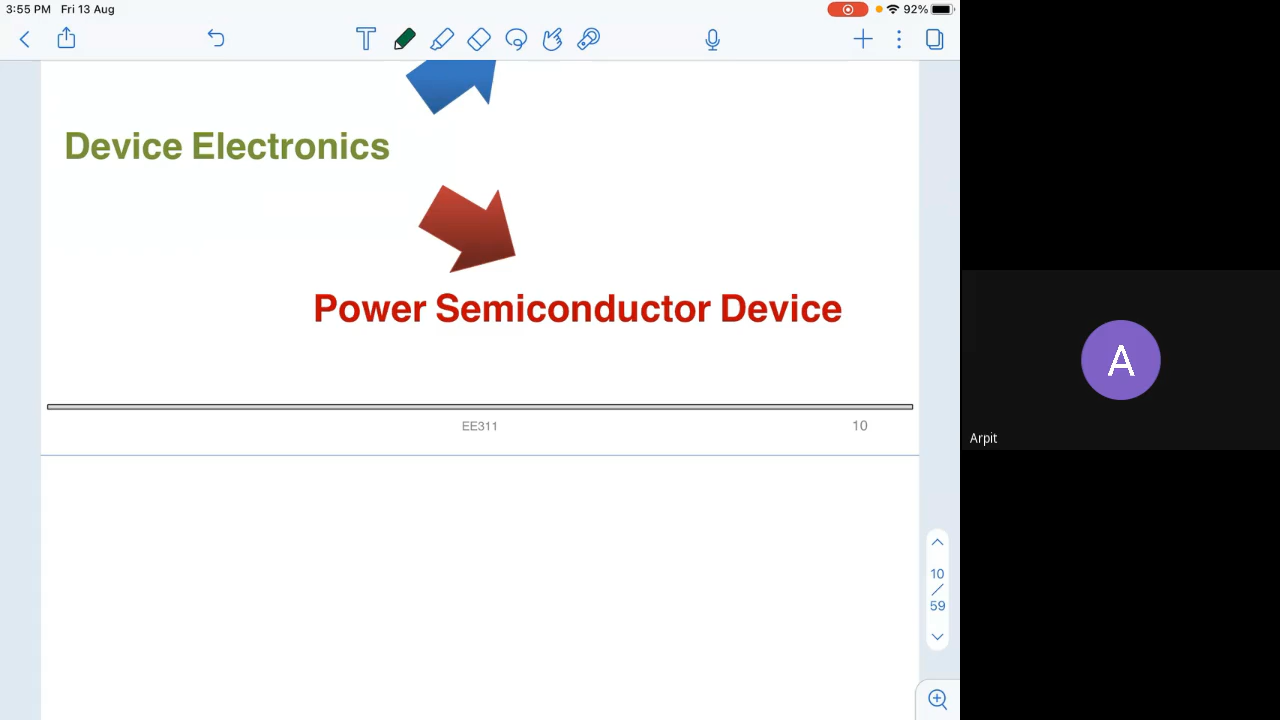 3:55 PM Fri 13 Aug 92%
T
Device Electronics
Power Semiconductor Device
EE311 10
10
/
59
A
Arpit